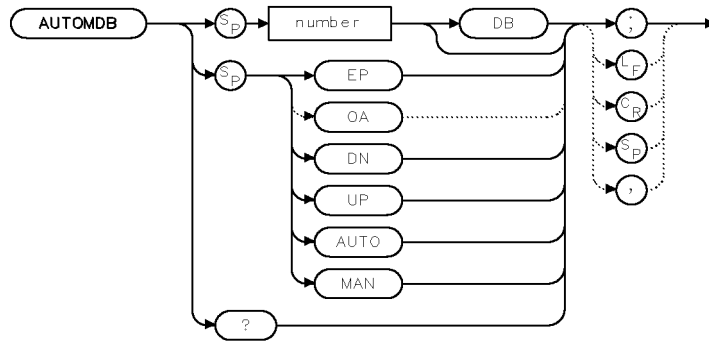 AUTOMDB SP number DB ;
SP EP LF
OA CR
DN SP
UP ,
AUTO
MAN
?